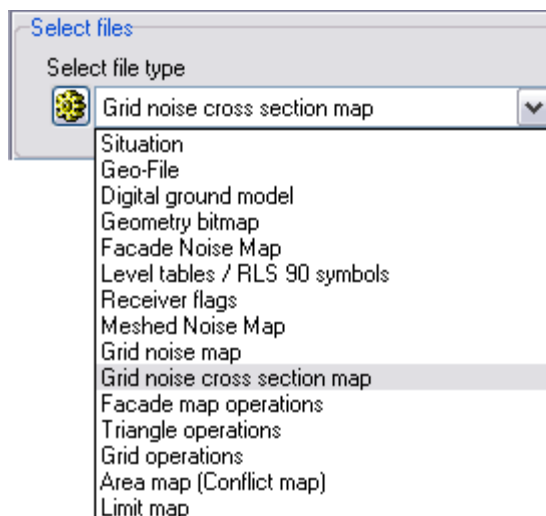 Select files
Select file type
Grid noise cross section map
Situation
Geo-File
Digital ground model
Geometry bitmap
Facade Noise Map
Level tables / RLS 90 symbols
Receiver flags
Meshed Noise Map
Grid noise map
Grid noise cross section map
Facade map operations
Triangle operations
Grid operations
Area map (Conflict map)
Limit map